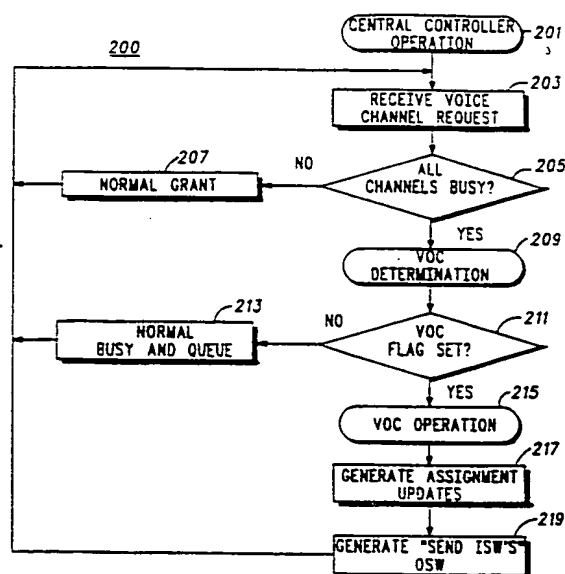 200
CENTRAL CONTROLLER
OPERATION
201
RECEIVE VOICE
CHANNEL REQUEST
203
ALL
CHANNELS BUSY?
205
NO
NORMAL GRANT
207
YES
VOC
DETERMINATION
209
VOC
FLAG SET?
211
NO
NORMAL
BUSY AND QUEUE
213
YES
VOC OPERATION
215
GENERATE ASSIGNMENT
UPDATES
217
GENERATE "SEND ISW'S"
OSW
219